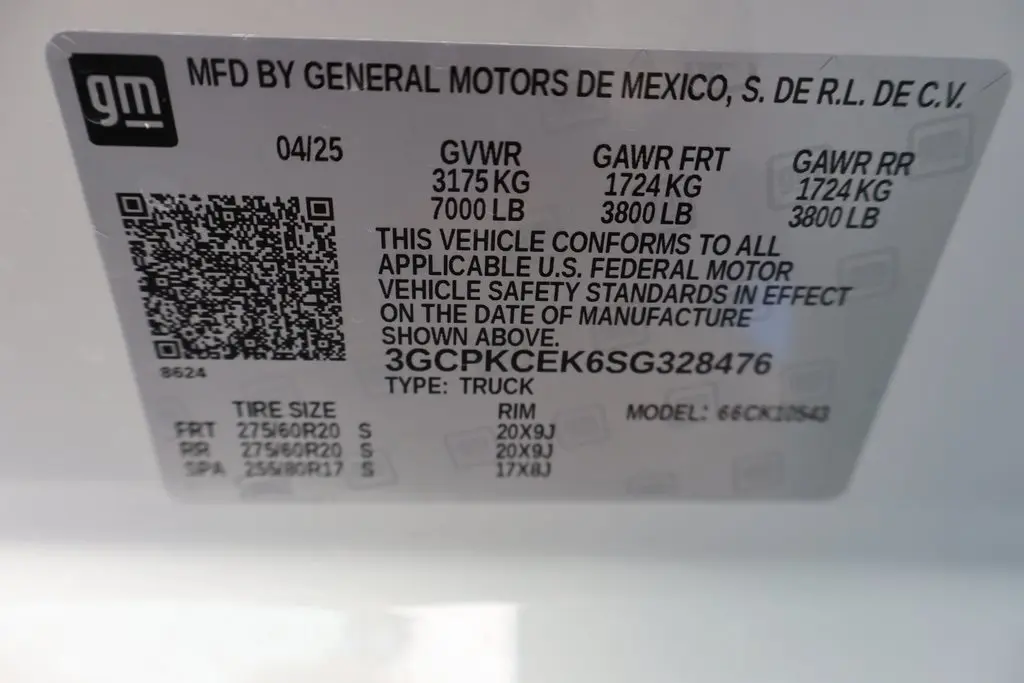 gm
MFD BY GENERAL MOTORS DE MEXICO, S. DE R.L. DE C.V.
04/25 GVWR GAWR FRT GAWR RR
3175 KG 1724 KG 1724 KG
7000 LB 3800 LB 3800 LB
THIS VEHICLE CONFORMS TO ALL
APPLICABLE U.S. FEDERAL MOTOR
VEHICLE SAFETY STANDARDS IN EFFECT
ON THE DATE OF MANUFACTURE
SHOWN ABOVE.
3GCPKCEK6SG328476
8624
TYPE: TRUCK
TIRE SIZE RIM MODEL: 66CK10543
FRT 275/60R20 S 20X9J
RR 275/60R20 S 20X9J
SPA 255/80R17 S 17X8J